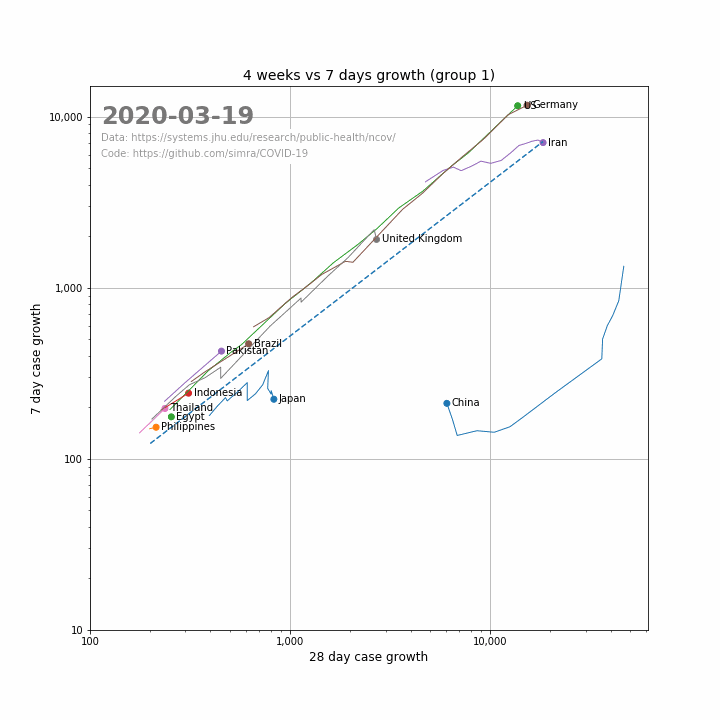 4 weeks vs 7 days growth (group 1)
2020-03-19
Data: https://systems.jhu.edu/research/public-health/ncov/
Code: https://github.com/simra/COVID-19
10,000
1,000
100
10
7 day case growth
US
Germany
Iran
United Kingdom
Brazil
Pakistan
Indonesia
Japan
China
Thailand
Egypt
Philippines
100
1,000
10,000
28 day case growth